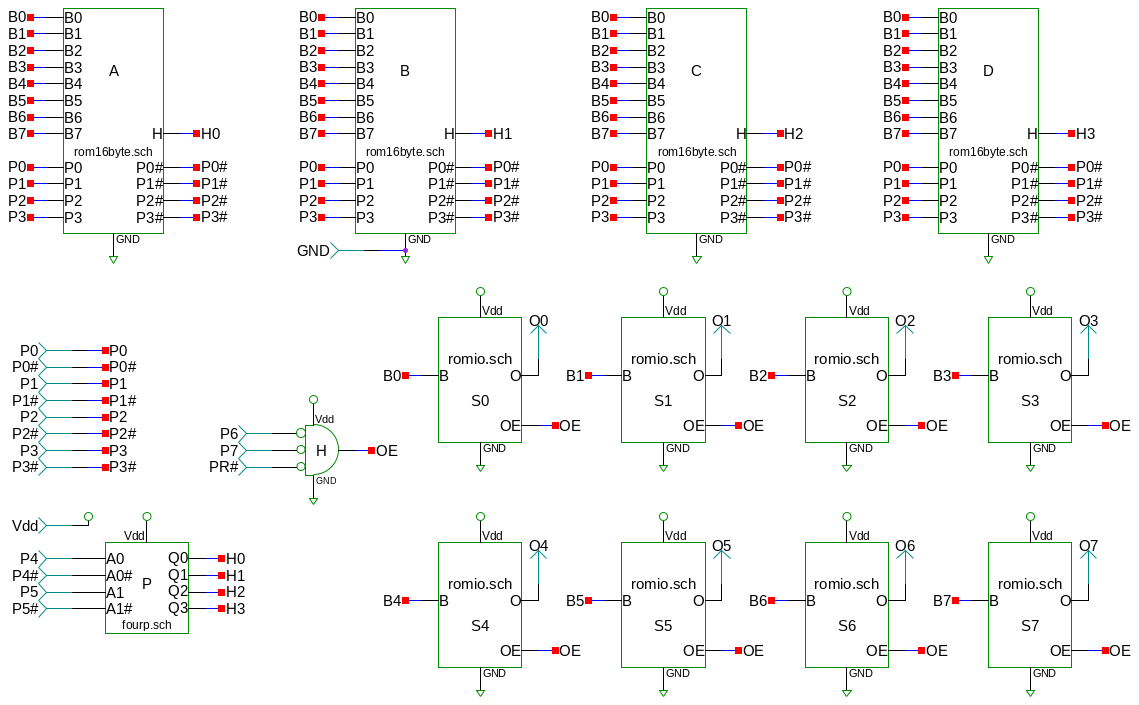 B0 B0 B0 B0 B0 B0 B0 B0
B1 B1 B1 B1 B1 B1 B1 B1
B2 B2 B2 B2 B2 B2 B2 B2
B3 B3 B3 B3 B3 B3 B3 B3
A B C D
B4 B4 B4 B4 B4 B4 B4 B4
B5 B5 B5 B5 B5 B5 B5 B5
B6 B6 B6 B6 B6 B6 B6 B6
B7 B7 H H0 B7 B7 H H1 B7 B7 H H2 B7 B7 H H3
rom16byte.sch rom16byte.sch rom16byte.sch rom16byte.sch
P0 P0 P0# P0# P0 P0 P0# P0# P0 P0 P0# P0# P0 P0 P0# P0#
P1 P1 P1# P1# P1 P1 P1# P1# P1 P1 P1# P1# P1 P1 P1# P1#
P2 P2 P2# P2# P2 P2 P2# P2# P2 P2 P2# P2# P2 P2 P2# P2#
P3 P3 P3# P3# P3 P3 P3# P3# P3 P3 P3# P3# P3 P3 P3# P3#
GND GND GND GND
GND
Vdd Vdd Vdd Vdd
O0 O1 O2 O3
P0 P0
romio.sch romio.sch romio.sch romio.sch
P0# P0#
B0 B O B1 B O B2 B O B3 B O
P1 P1
P1# P1# S0 S1 S2 S3
P2 P2 Vdd
OE OE OE OE OE OE OE OE
P2# P2# P6
P3 P3 P7 H OE GND GND GND GND
P3# P3# PR#
GND
Vdd Vdd Vdd Vdd Vdd Vdd
O4 O5 O6 O7
P4 A0 Q0 H0
P4# A0# P Q1 H1 romio.sch romio.sch romio.sch romio.sch
P5 A1 Q2 H2
B4 B O B5 B O B6 B O B7 B O
P5# A1# Q3 H3
fourp.sch S4 S5 S6 S7
OE OE OE OE OE OE OE OE
GND GND GND GND